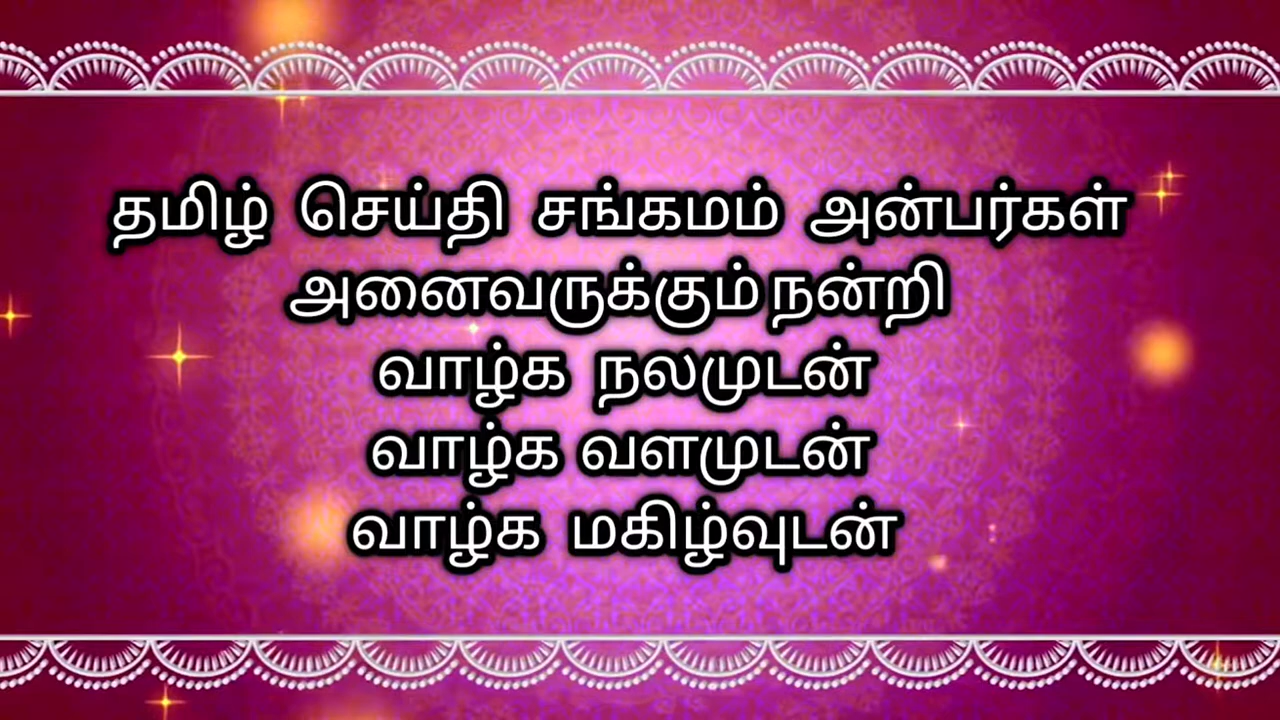 தமிழ் செய்தி சங்கமம் அன்பர்கள்
அனைவருக்கும் நன்றி
வாழ்க நலமுடன்
வாழ்க வளமுடன்
வாழ்க மகிழ்வுடன்